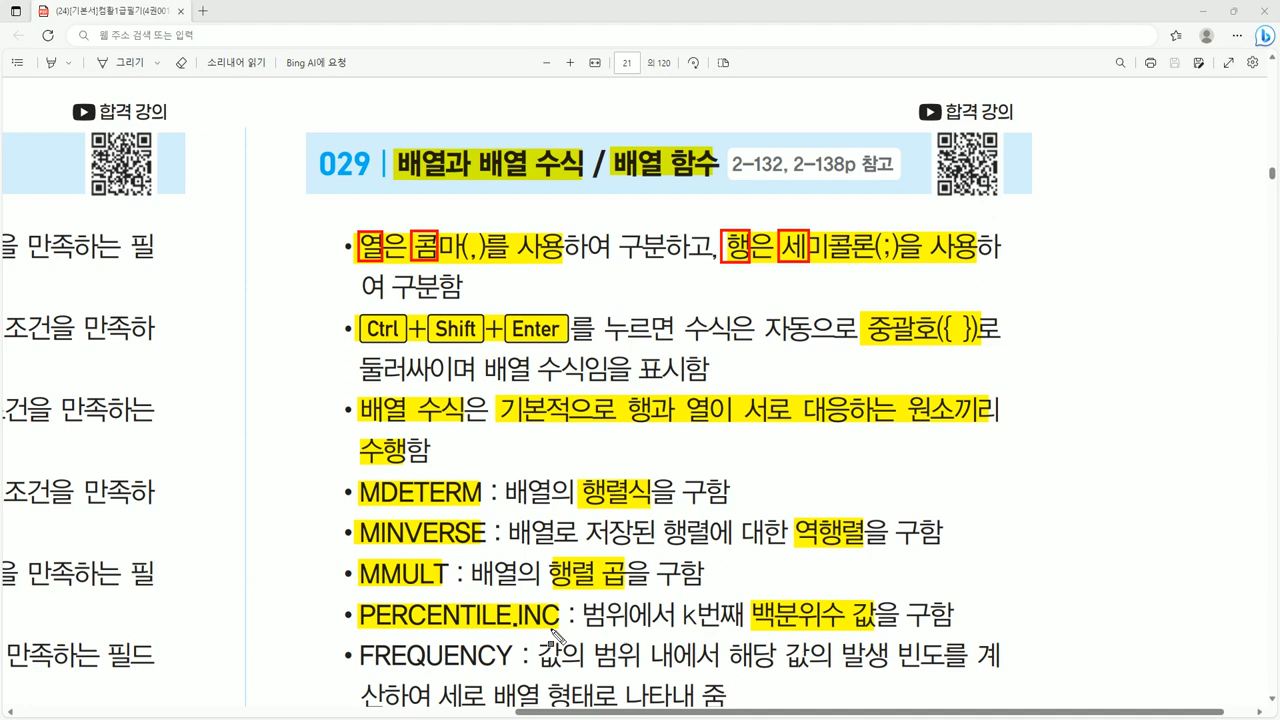 (24)[기본서]컴활1급필기(4권001
웹 주소 검색 또는 입력
그리기
소리내어 읽기
Bing AI에 요청
21
의 120
합격 강의
합격 강의
029 | 배열과 배열 수식 / 배열 함수 2-132, 2-138p 참고
을 만족하는 필
조건을 만족하
건을 만족하는
조건을 만족하
을 만족하는 필
만족하는 필드
• 열은 콤마(,)를 사용하여 구분하고, 행은 세미콜론(;)을 사용하
여 구분함
• Ctrl+Shift+Enter를 누르면 수식은 자동으로 중괄호({ })로
둘러싸이며 배열 수식임을 표시함
• 배열 수식은 기본적으로 행과 열이 서로 대응하는 원소끼리
수행함
• MDETERM : 배열의 행렬식을 구함
• MINVERSE : 배열로 저장된 행렬에 대한 역행렬을 구함
• MMULT : 배열의 행렬 곱을 구함
• PERCENTILE.INC : 범위에서 k번째 백분위수 값을 구함
• FREQUENCY : 값의 범위 내에서 해당 값의 발생 빈도를 계
산하여 세로 배열 형태로 나타내 줌